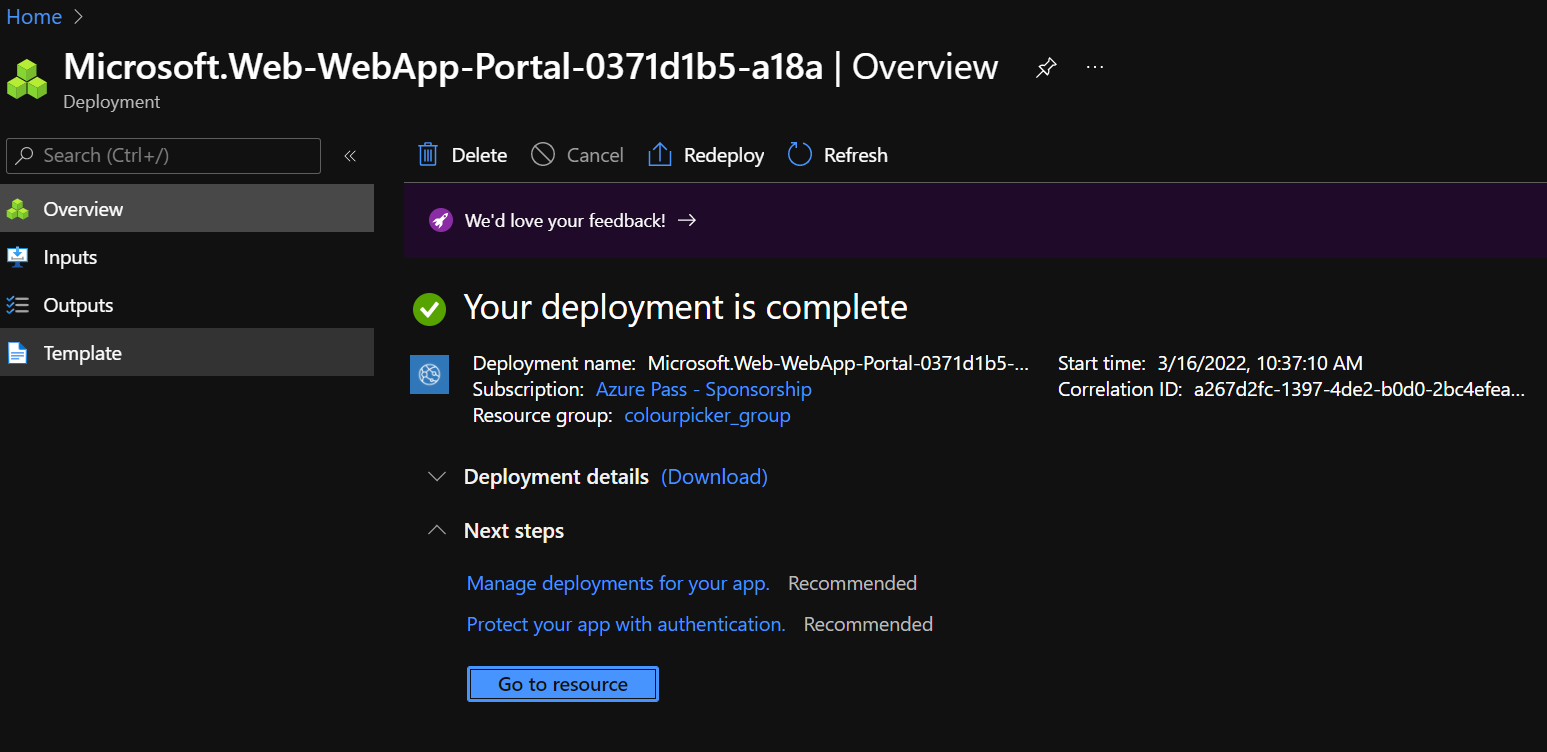 Home
Microsoft.Web-WebApp-Portal-0371d1b5-a18a | Overview
Deployment
Search (Ctrl+/)
Overview
Inputs
Outputs
Template
Delete Cancel Redeploy Refresh
We'd love your feedback!
Your deployment is complete
Deployment name: Microsoft.Web-WebApp-Portal-0371d1b5-... Start time: 3/16/2022, 10:37:10 AM
Subscription: Azure Pass - Sponsorship Correlation ID: a267d2fc-1397-4de2-b0d0-2bc4efea...
Resource group: colourpicker_group
Deployment details (Download)
Next steps
Manage deployments for your app. Recommended
Protect your app with authentication. Recommended
Go to resource